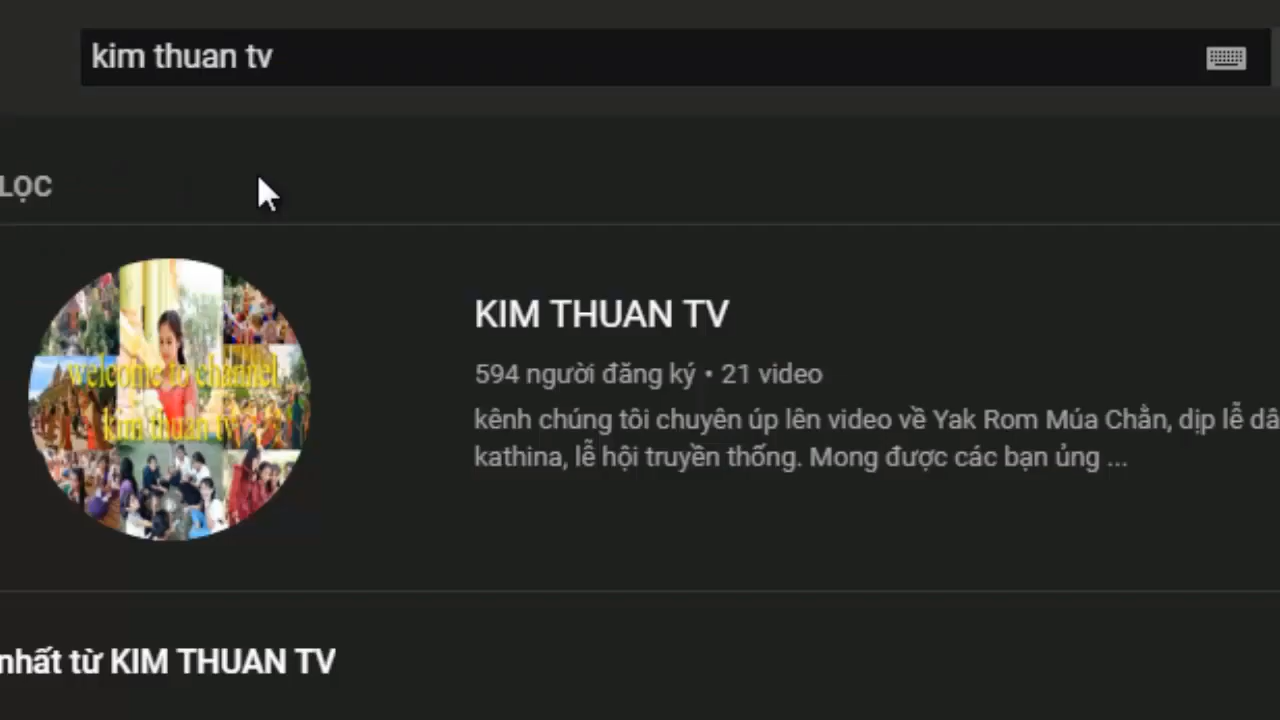 kim thuan tv
LỌC
welcome to channel
kim thuan tv
KIM THUAN TV
594 người đăng ký • 21 video
kênh chúng tôi chuyên úp lên video về Yak Rom Múa Chằn, dịp lễ dâ
kathina, lễ hội truyền thống. Mong được các bạn ủng ...
nhất từ KIM THUAN TV